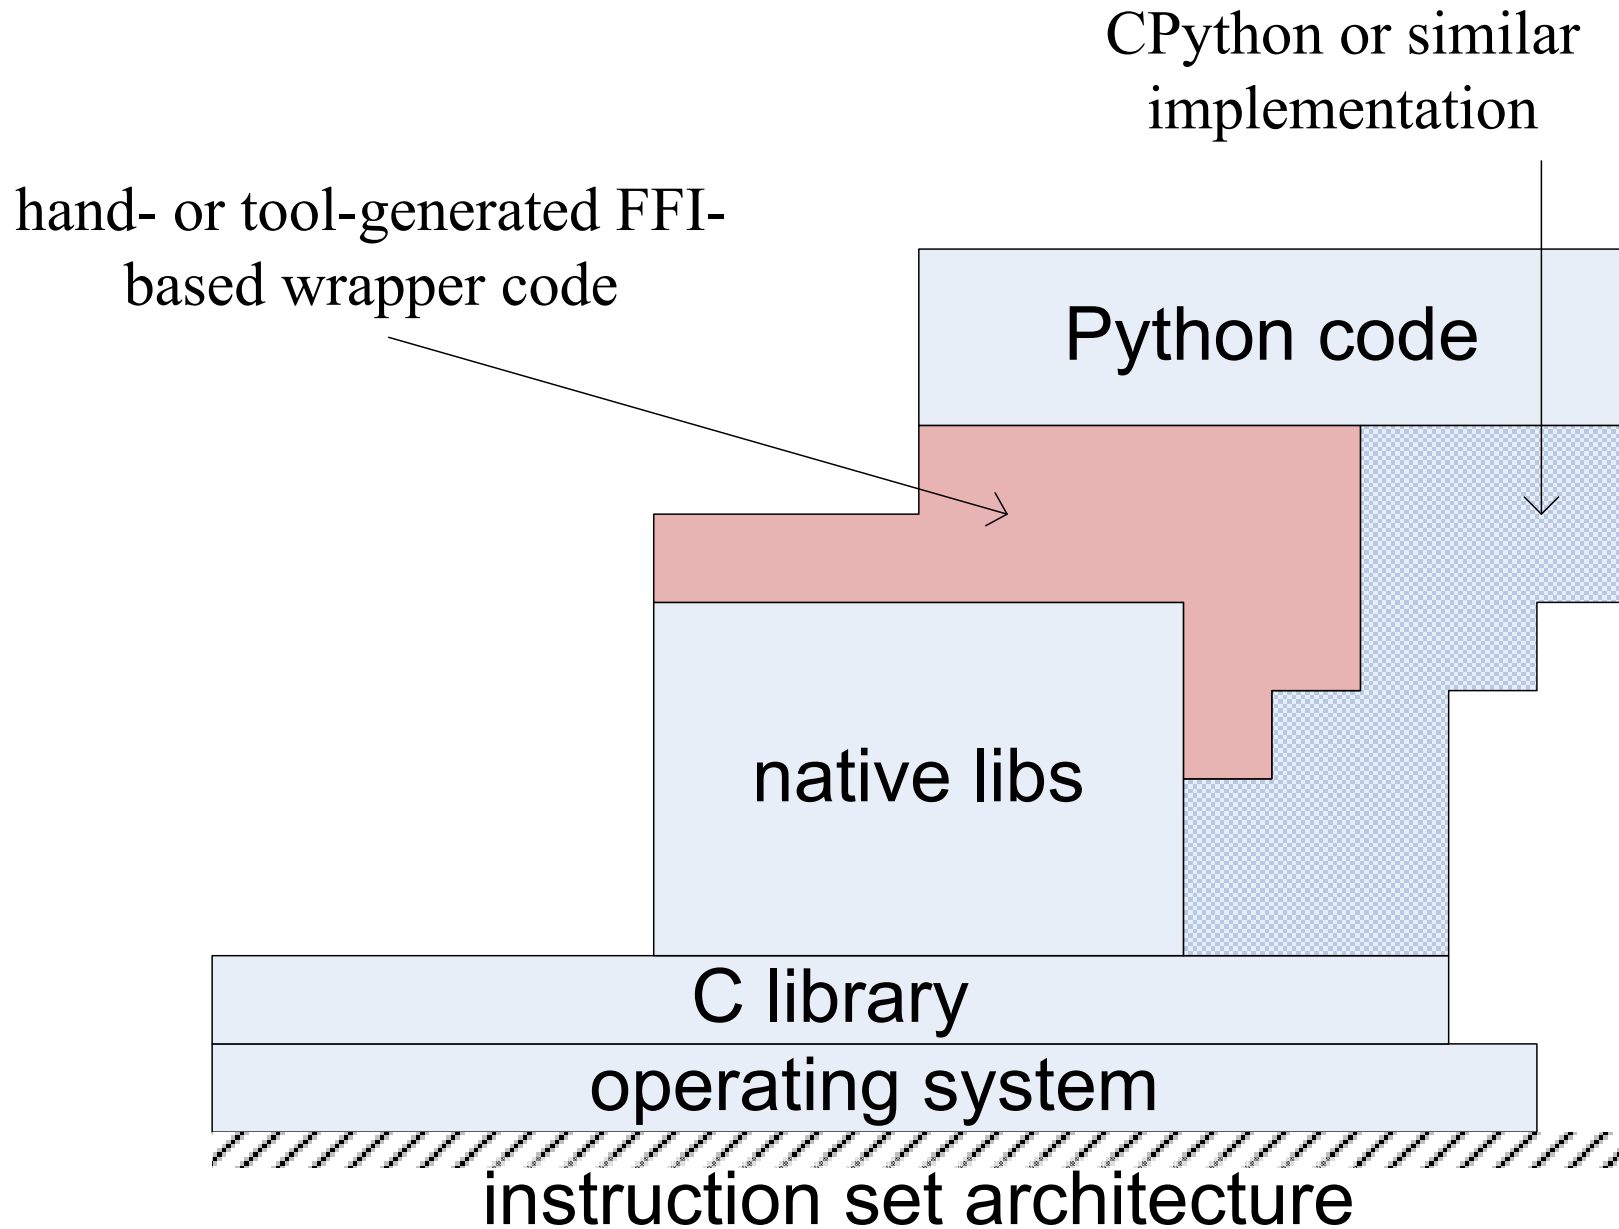 CPython or similar
implementation
hand- or tool-generated FFI-
based wrapper code
Python code
native libs
C library
operating system
instruction set architecture